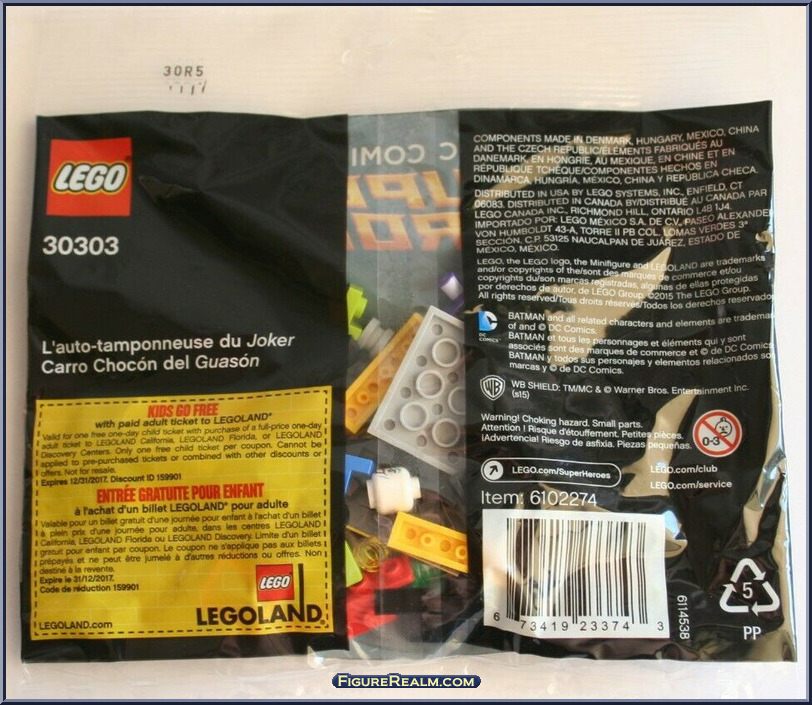 30R5
LEGO
30303
L'auto-tamponneuse du Joker
Carro Chocón del Guasón
KIDS GO FREE
with paid adult ticket to LEGOLAND®
Valid for one free one-day child ticket with purchase of a full-price one-day
adult ticket to LEGOLAND California, LEGOLAND Florida, or LEGOLAND
Discovery Centers. Only one free child ticket per coupon. Cannot be
applied to pre-purchased tickets or combined with other discounts or
offers. Not for resale.
Expires 12/31/2017. Discount ID 159901
ENTRÉE GRATUITE POUR ENFANT
à l'achat d'un billet LEGOLAND® pour adulte
Valable pour un billet gratuit d'une journée pour enfant à l'achat d'un billet
à plein prix d'une journée pour adulte, dans les centres LEGOLAND
California, LEGOLAND Florida ou LEGOLAND Discovery. Limite d'un billet
gratuit pour enfant par coupon. Le coupon ne s'applique pas aux billets
prépayés et ne peut être jumelé à d'autres réductions ou offres. Non
destiné à la revente.
Expire le 31/12/2017.
Code de réduction 159901
LEGOLAND.com
LEGO
LEGOLAND
C COMI
COMPONENTS MADE IN DENMARK, HUNGARY, MEXICO, CHINA
AND THE CZECH REPUBLIC/ÉLÉMENTS FABRIQUÉS AU
DANEMARK, EN HONGRIE, AU MEXIQUE, EN CHINE ET EN
RÉPUBLIQUE TCHÈQUE/COMPONENTES HECHOS EN
DINAMARCA, HUNGRÍA, MÉXICO, CHINA Y REPÚBLICA CHECA.
DISTRIBUTED IN USA BY LEGO SYSTEMS, INC., ENFIELD, CT
06083. DISTRIBUTED IN CANADA BY/DISTRIBUÉ AU CANADA PAR
LEGO CANADA INC., RICHMOND HILL, ONTARIO L4B 1J4.
IMPORTADO POR: LEGO MÉXICO S.A. DE CV., PASEO ALEXANDER
VON HUMBOLDT 43-A, TORRE II PB COL. LOMAS VERDES 3ª
SECCIÓN, C.P. 53125 NAUCALPAN DE JUÁREZ, ESTADO DE
MÉXICO, MÉXICO.
LEGO, the LEGO logo, the Minifigure and LEGOLAND are trademarks
and/or copyrights of the/sont des marques de commerce et/ou
copyrights du/son marcas registradas, algunas de ellas protegidas
por derechos de autor, de LEGO Group. ©2015 The LEGO Group.
All rights reserved/Tous droits réservés/Todos los derechos reservados
DC COMICS
BATMAN and all related characters and elements are trademar
of and © DC Comics.
BATMAN et tous les personnages et éléments qui y sont
associés sont des marques de commerce et © de DC Comics
BATMAN y todos sus personajes y elementos relacionados so
marcas y © de DC Comics.
WB SHIELD: TM/MC & © Warner Bros. Entertainment Inc.
(s15)
Warning! Choking hazard. Small parts.
Attention ! Risque d'étouffement. Petites pièces.
¡Advertencia! Riesgo de asfixia. Piezas pequeñas.
0-3
LEGO.com/SuperHeroes
LEGO.com/club
LEGO.com/service
Item: 6102274
6 73419 23374 3
6114538
5
PP
FIGUREREALM.COM